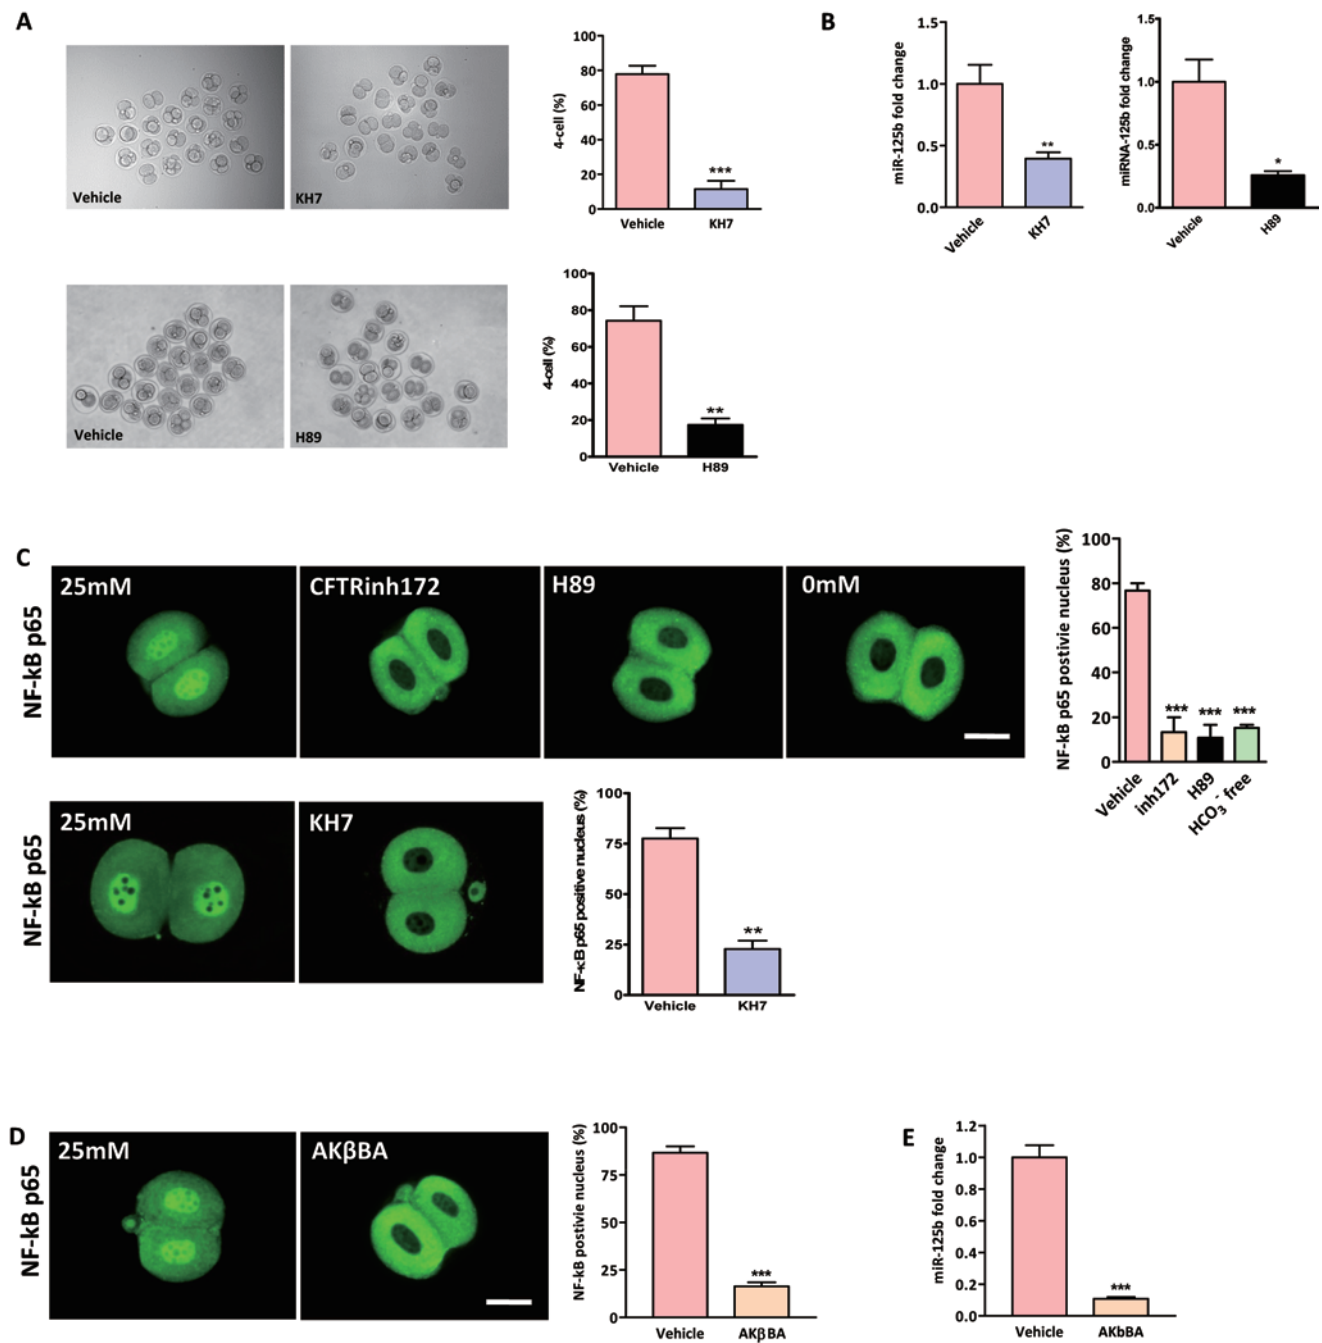 A
Vehicle
KH7
4-cell (%)
100
80
60
40
20
0
***
Vehicle KH7
B
miR-125b fold change
1.5
1.0
0.5
0.0
**
Vehicle KH7
miRNA-125b fold change
1.5
1.0
0.5
0.0
*
Vehicle H89
Vehicle
H89
4-cell (%)
100
80
60
40
20
0
**
Vehicle H89
C
NF-kB p65
25mM
CFTRinh172
H89
0mM
NF-kB p65 postivie nucleus (%)
100
80
60
40
20
0
*** *** ***
Vehicle inh172 H89 HCO3- free
NF-kB p65
25mM
KH7
NF-κB p65 positive nucleus (%)
100
75
50
25
0
**
Vehicle KH7
D
NF-kB p65
25mM
AKβBA
NF-kB postivie nucleus (%)
100
75
50
25
0
***
Vehicle AKβBA
E
miR-125b fold change
1.2
1.0
0.8
0.6
0.4
0.2
0.0
***
Vehicle AKbBA